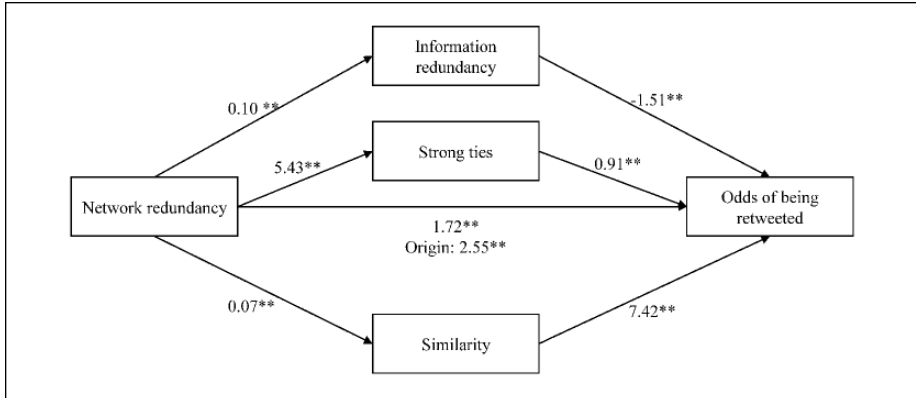 Information
redundancy
0.10 **
-1.51**
Strong ties
5.43**
0.91**
Network redundancy
Odds of being
retweeted
1.72**
Origin: 2.55**
0.07**
7.42**
Similarity